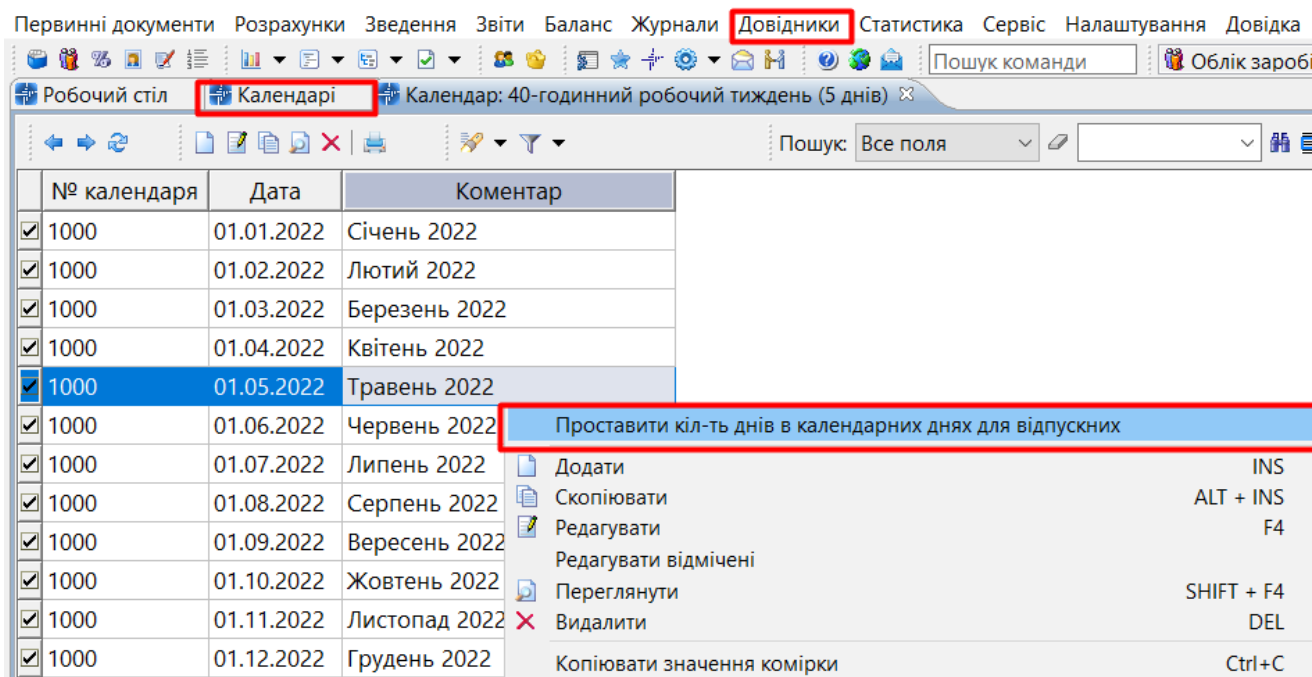 Первинні документи Розрахунки Зведення Звіти Баланс Журнали Довідники Статистика Сервіс Налаштування Довідка
Пошук команди Облік заробі
Робочий стіл Календарі Календар: 40-годинний робочий тиждень (5 днів)
Пошук: Все поля
№ календаря Дата Коментар
1000 01.01.2022 Січень 2022
1000 01.02.2022 Лютий 2022
1000 01.03.2022 Березень 2022
1000 01.04.2022 Квітень 2022
1000 01.05.2022 Травень 2022
1000 01.06.2022 Червень 2022
1000 01.07.2022 Липень 2022
1000 01.08.2022 Серпень 2022
1000 01.09.2022 Вересень 2022
1000 01.10.2022 Жовтень 2022
1000 01.11.2022 Листопад 2022
1000 01.12.2022 Грудень 2022
Проставити кіл-ть днів в календарних днях для відпускних
Додати INS
Скопіювати ALT + INS
Редагувати F4
Редагувати відмічені
Переглянути SHIFT + F4
Видалити DEL
Копіювати значення комірки Ctrl+C